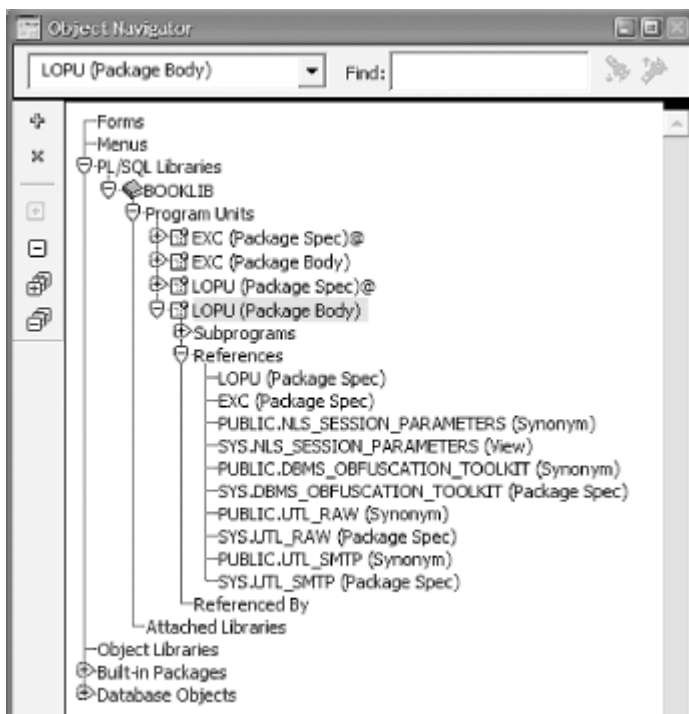 Object Navigator
LOPU (Package Body) Find:
Forms
Menus
PL/SQL Libraries
BOOKLIB
Program Units
EXC (Package Spec)@
EXC (Package Body)
LOPU (Package Spec)@
LOPU (Package Body)
Subprograms
References
LOPU (Package Spec)
EXC (Package Spec)
PUBLIC.NLS_SESSION_PARAMETERS (Synonym)
SYS.NLS_SESSION_PARAMETERS (View)
PUBLIC.DBMS_OBFUSCATION_TOOLKIT (Synonym)
SYS.DBMS_OBFUSCATION_TOOLKIT (Package Spec)
PUBLIC.UTL_RAW (Synonym)
SYS.UTL_RAW (Package Spec)
PUBLIC.UTL_SMTP (Synonym)
SYS.UTL_SMTP (Package Spec)
Referenced By
Attached Libraries
Object Libraries
Built-in Packages
Database Objects